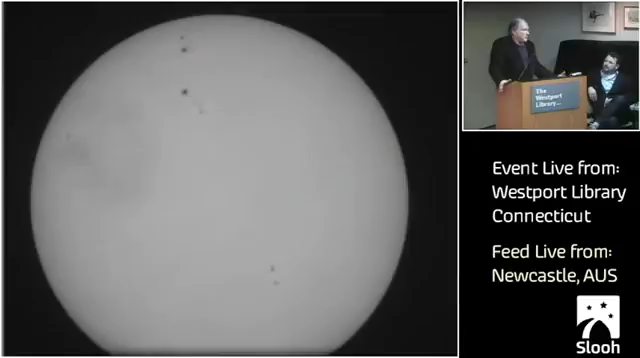 The
Westport
Library...
Event Live from:
Westport Library
Connecticut
Feed Live from:
Newcastle, AUS
Slooh